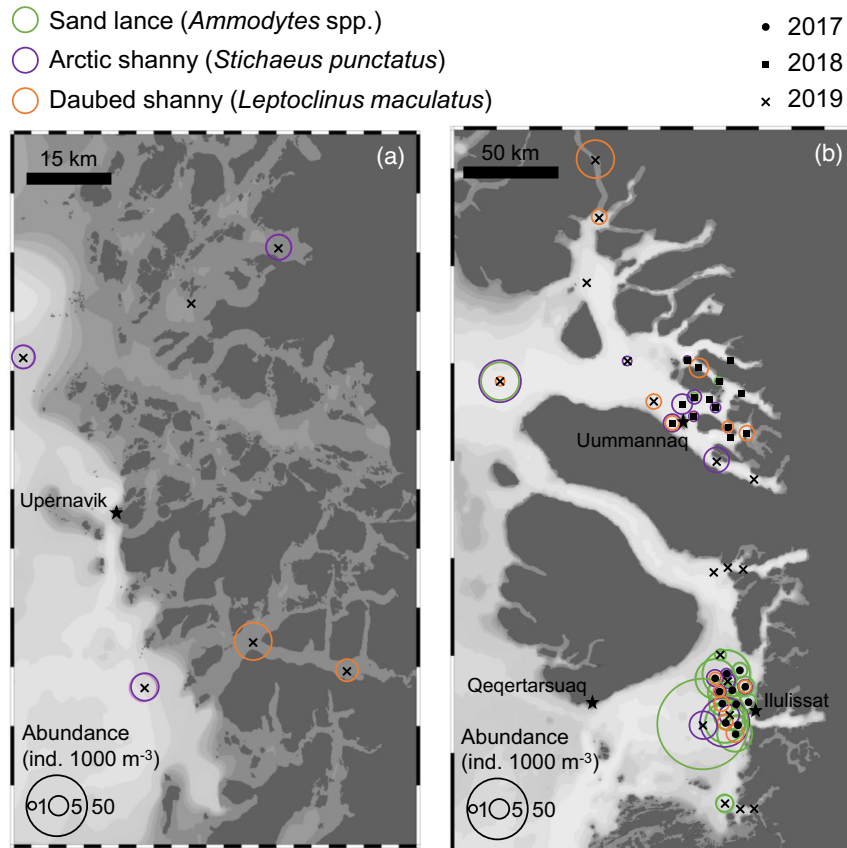 Sand lance (Ammodytes spp.)
Arctic shanny (Stichaeus punctatus)
Daubed shanny (Leptoclinus maculatus)
2017
2018
2019
15 km
(a)
Upernavik
Abundance
(ind. 1000 m-3)
1 5 50
50 km
(b)
Uummannaq
Qeqertarsuaq
Ilulissat
Abundance
(ind. 1000 m-3)
1 5 50